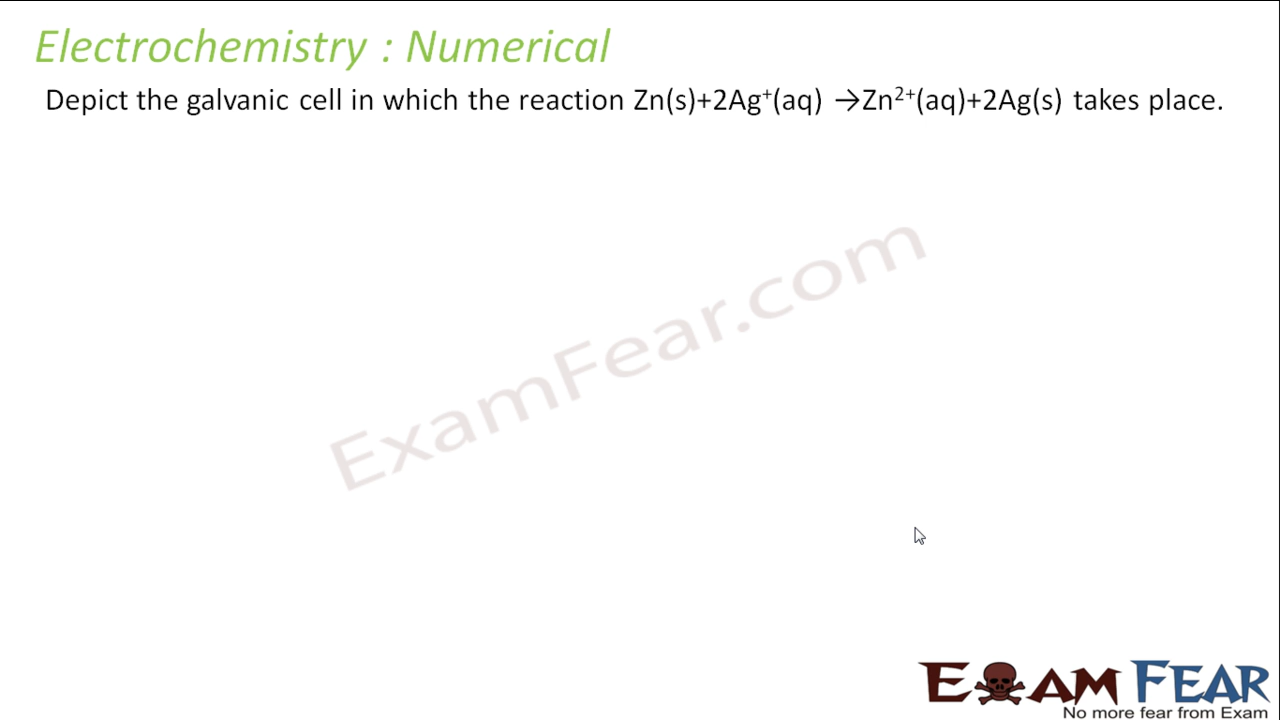 Electrochemistry : Numerical
Depict the galvanic cell in which the reaction Zn(s)+2Ag⁺(aq) →Zn²⁺(aq)+2Ag(s) takes place.
ExamFear.com
EXAM FEAR
No more fear from Exam